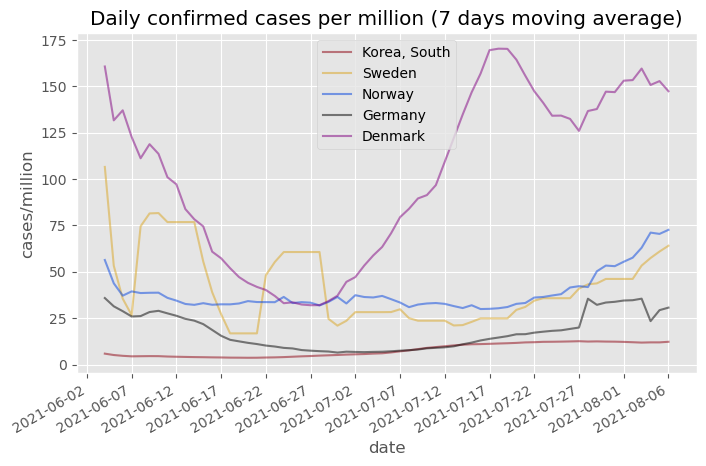 Daily confirmed cases per million (7 days moving average)
175
150
125
100
75
50
25
0
cases/million
Korea, South
Sweden
Norway
Germany
Denmark
2021-06-02
2021-06-07
2021-06-12
2021-06-17
2021-06-22
2021-06-27
2021-07-02
2021-07-07
2021-07-12
2021-07-17
2021-07-22
2021-07-27
2021-08-01
2021-08-06
date